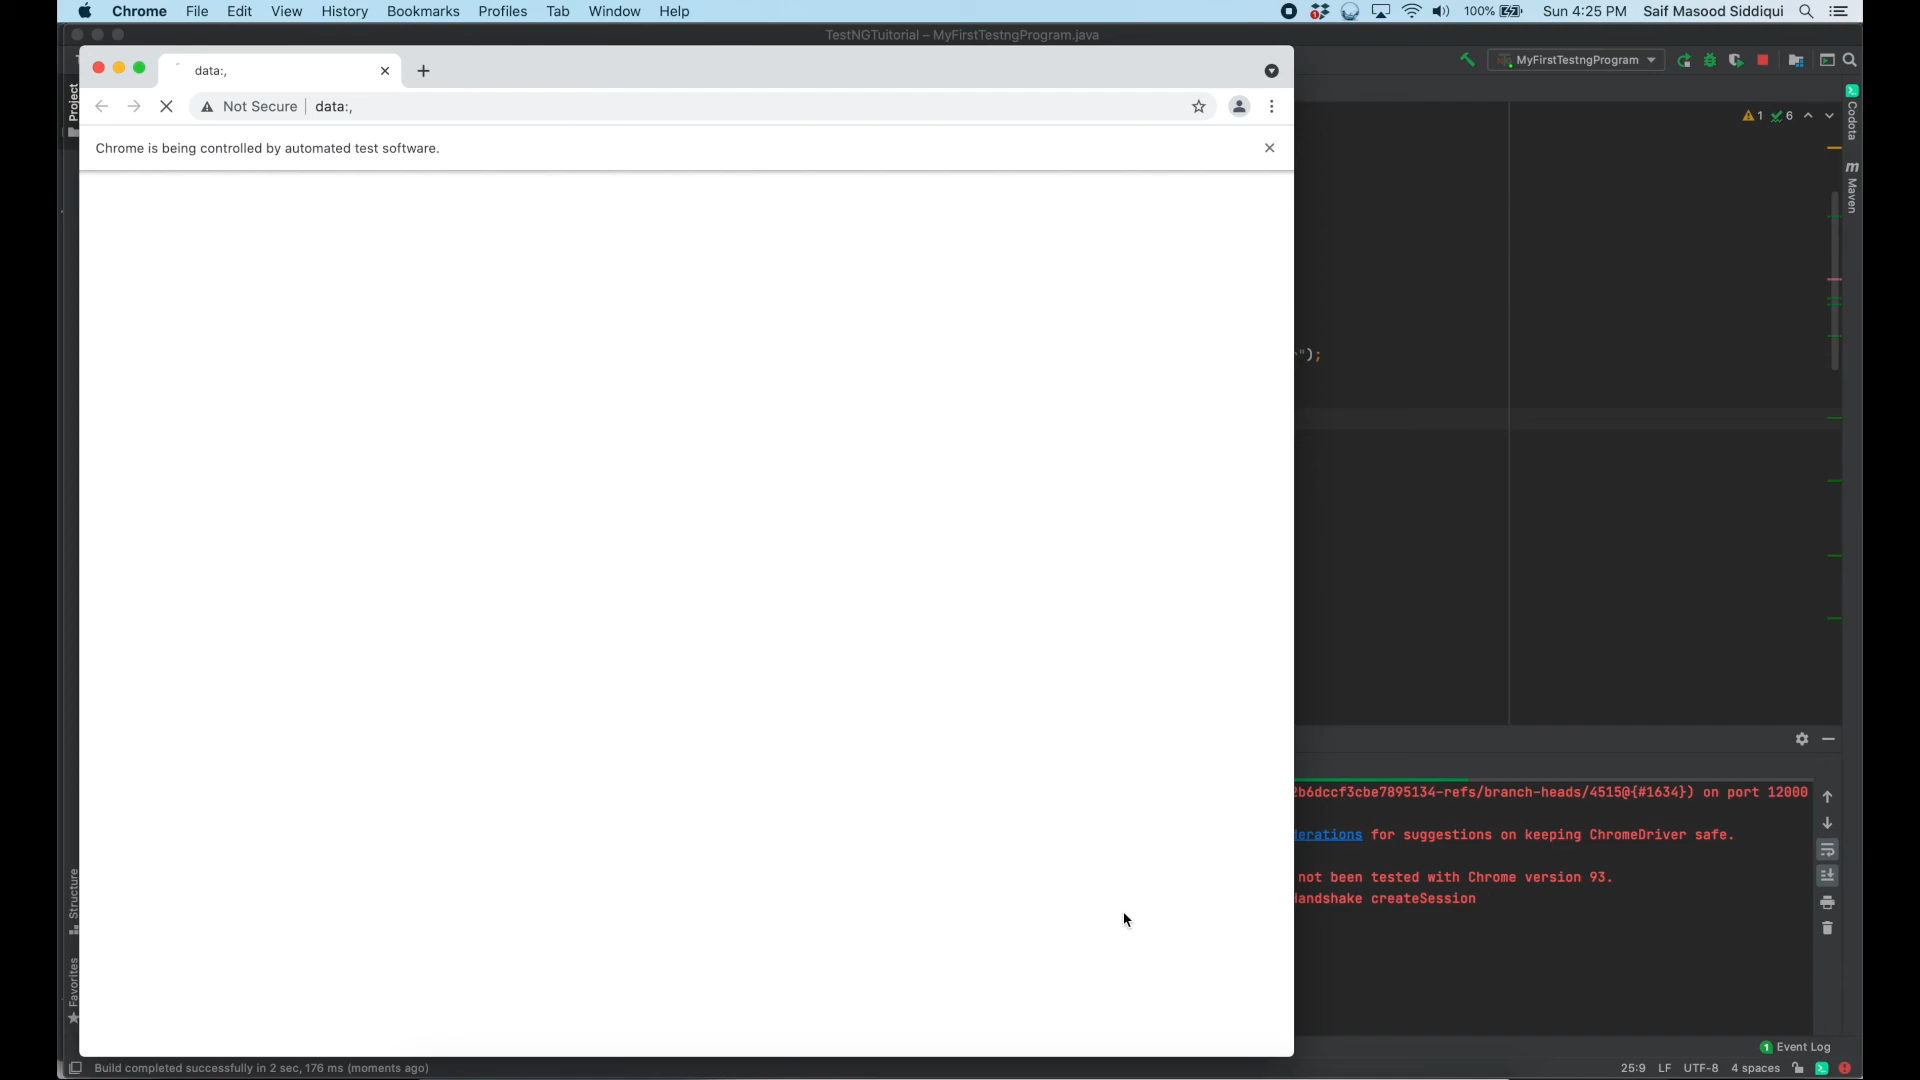 Chrome File Edit View History Bookmarks Profiles Tab Window Help 100% Sun 4:25 PM Saif Masood Siddiqui
TestNGTuitorial – MyFirstTestngProgram.java
data:,
MyFirstTestngProgram
Not Secure data:,
Chrome is being controlled by automated test software.
1 6
Project
Codota
Maven
");
2b6dccf3cbe7895134-refs/branch-heads/4515@{#1634}) on port 12000
erations for suggestions on keeping ChromeDriver safe.
not been tested with Chrome version 93.
andshake createSession
Structure
Favorites
1 Event Log
Build completed successfully in 2 sec, 176 ms (moments ago) 25:9 LF UTF-8 4 spaces